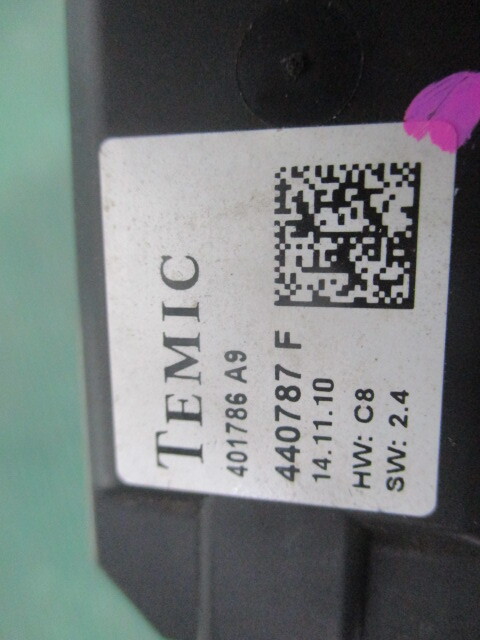 TEMIC
401786 A9
440787 F
14.11.10
HW: C8
SW: 2.4